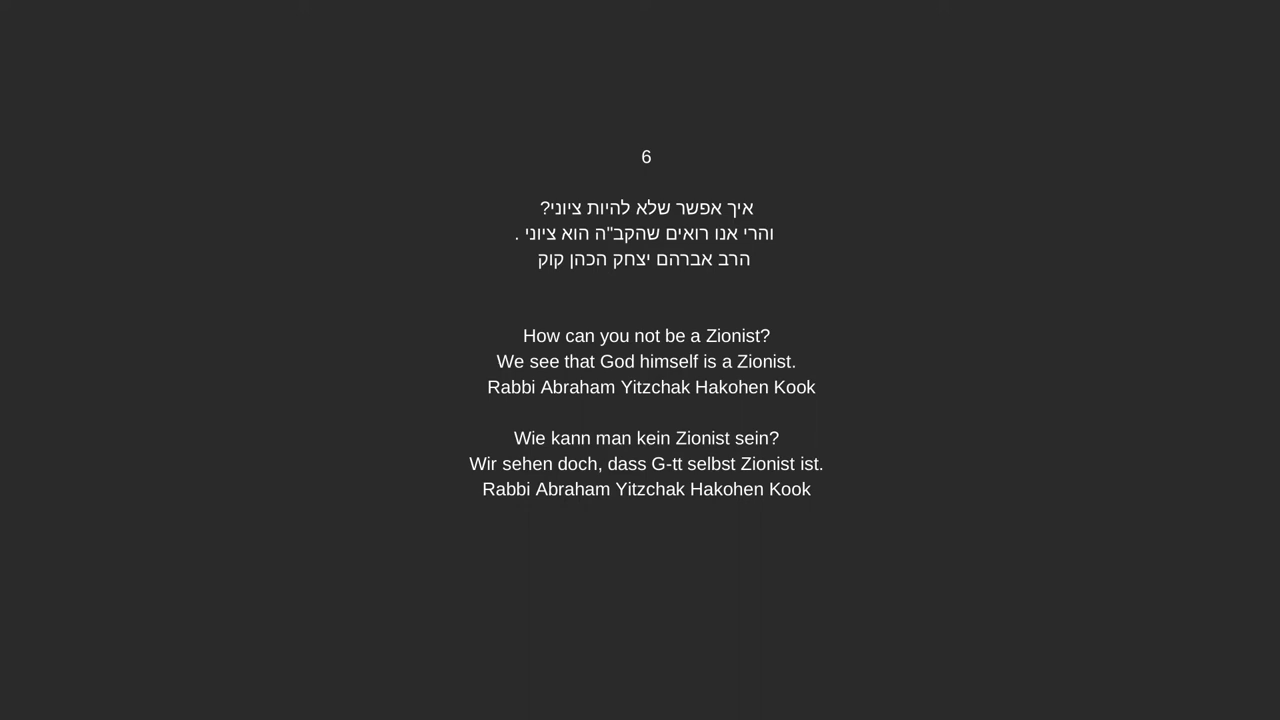 6
איך אפשר שלא להיות ציוני?
והרי אנו רואים שהקב"ה הוא ציוני .
הרב אברהם יצחק הכהן קוק
How can you not be a Zionist?
We see that God himself is a Zionist.
Rabbi Abraham Yitzchak Hakohen Kook
Wie kann man kein Zionist sein?
Wir sehen doch, dass G-tt selbst Zionist ist.
Rabbi Abraham Yitzchak Hakohen Kook